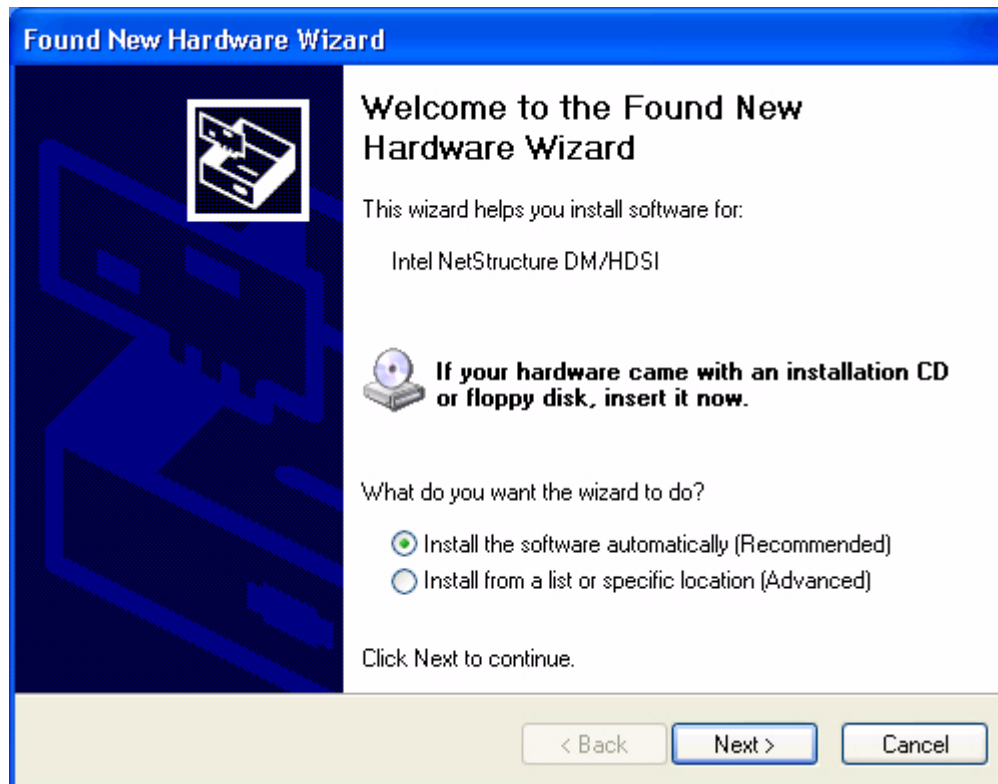 Found New Hardware Wizard
Welcome to the Found New
Hardware Wizard
This wizard helps you install software for:
Intel NetStructure DM/HDSI
If your hardware came with an installation CD
or floppy disk, insert it now.
What do you want the wizard to do?
Install the software automatically (Recommended)
Install from a list or specific location (Advanced)
Click Next to continue.
< Back Next > Cancel